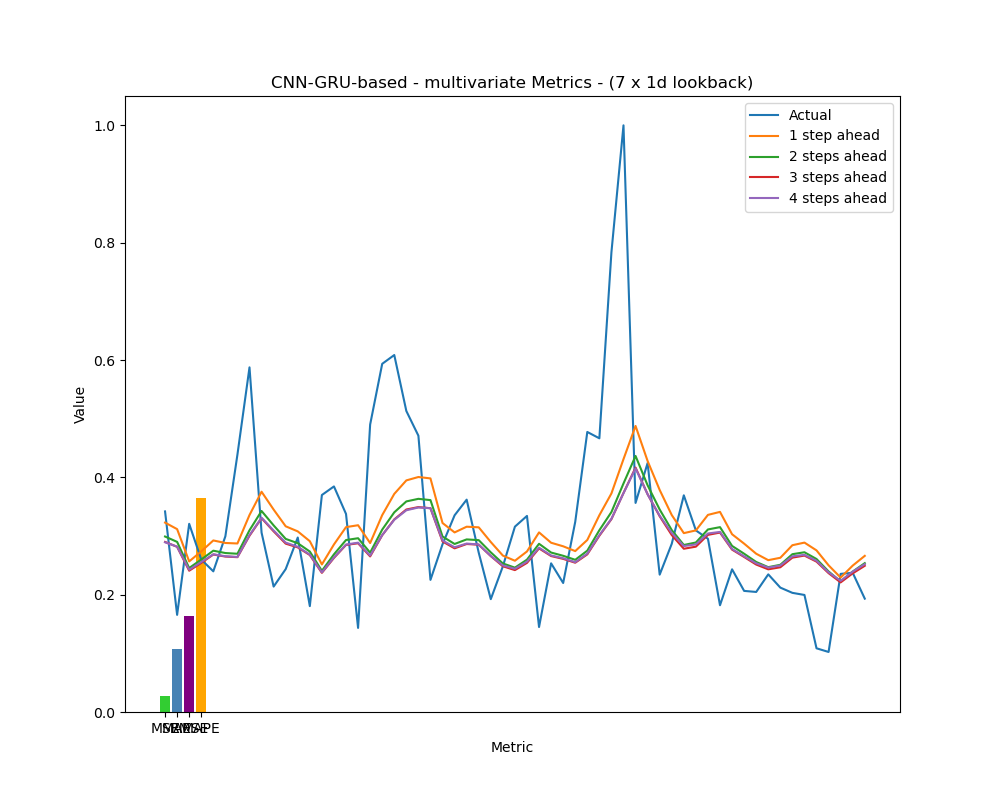 CNN-GRU-based - multivariate Metrics - (7 x 1d lookback)
Actual
1 step ahead
2 steps ahead
3 steps ahead
4 steps ahead
1.0
0.8
0.6
0.4
0.2
0.0
Value
Metric